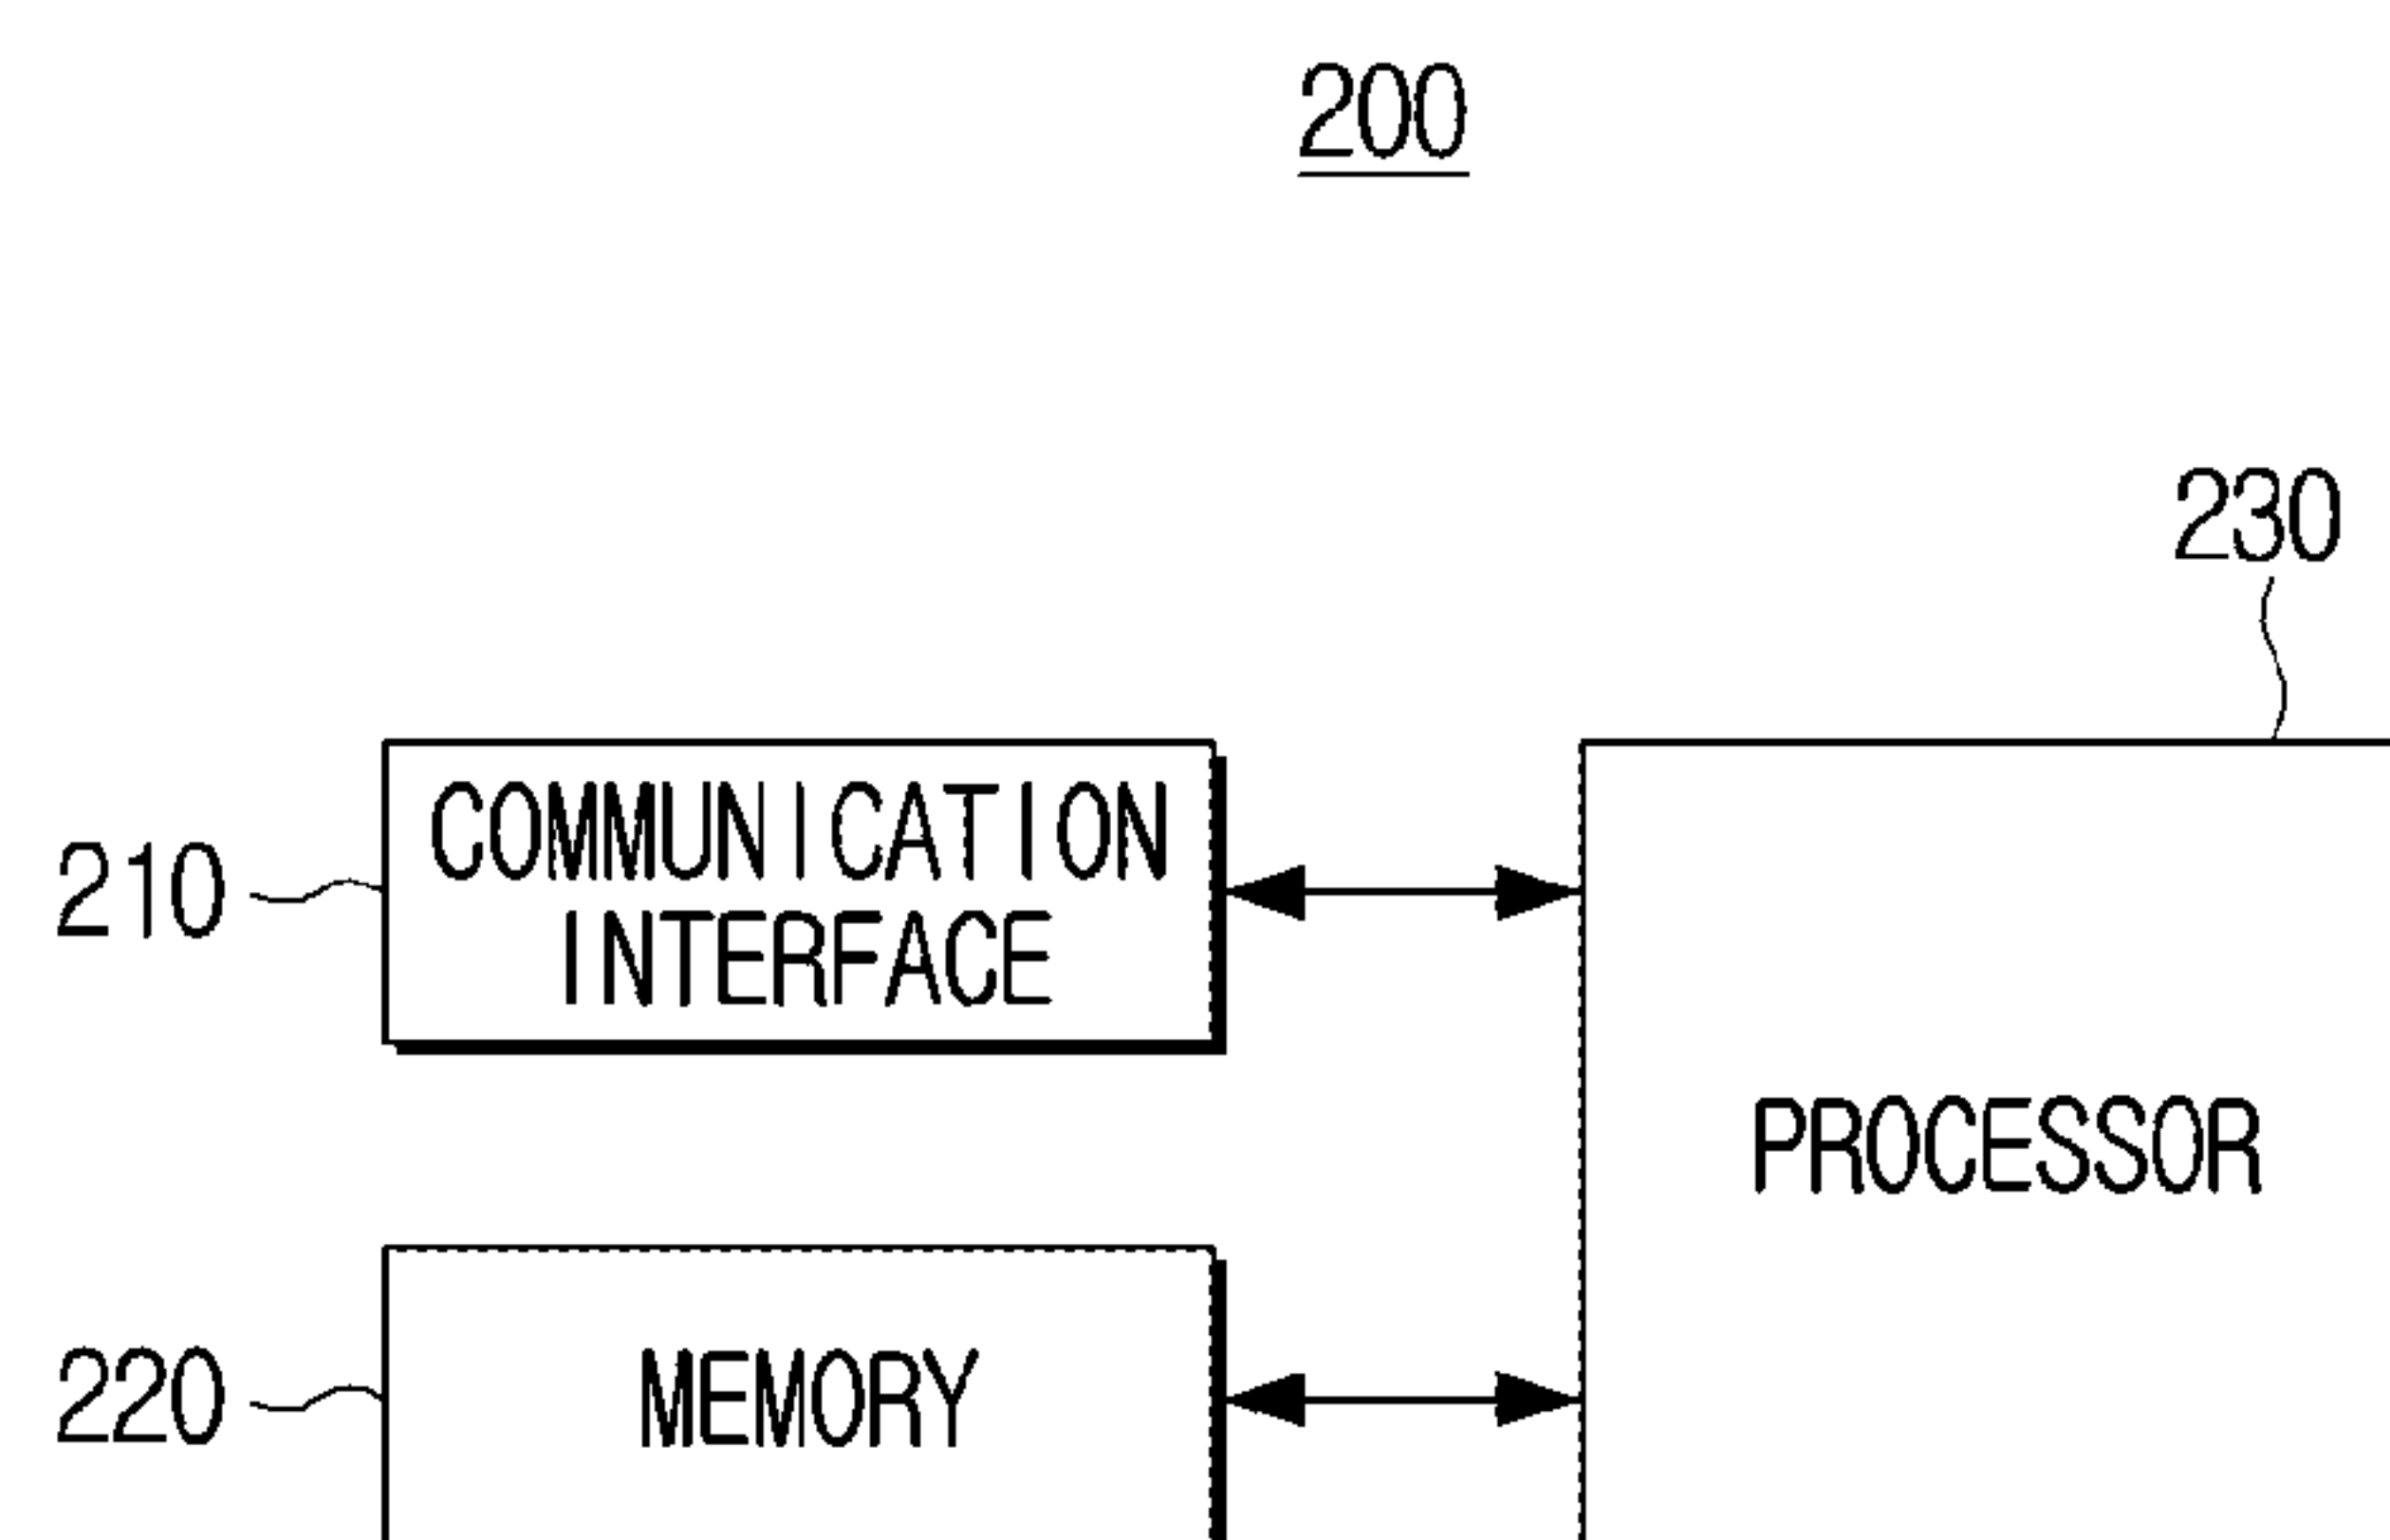 200
230
210
COMMUNICATION
INTERFACE
PROCESSOR
220
MEMORY